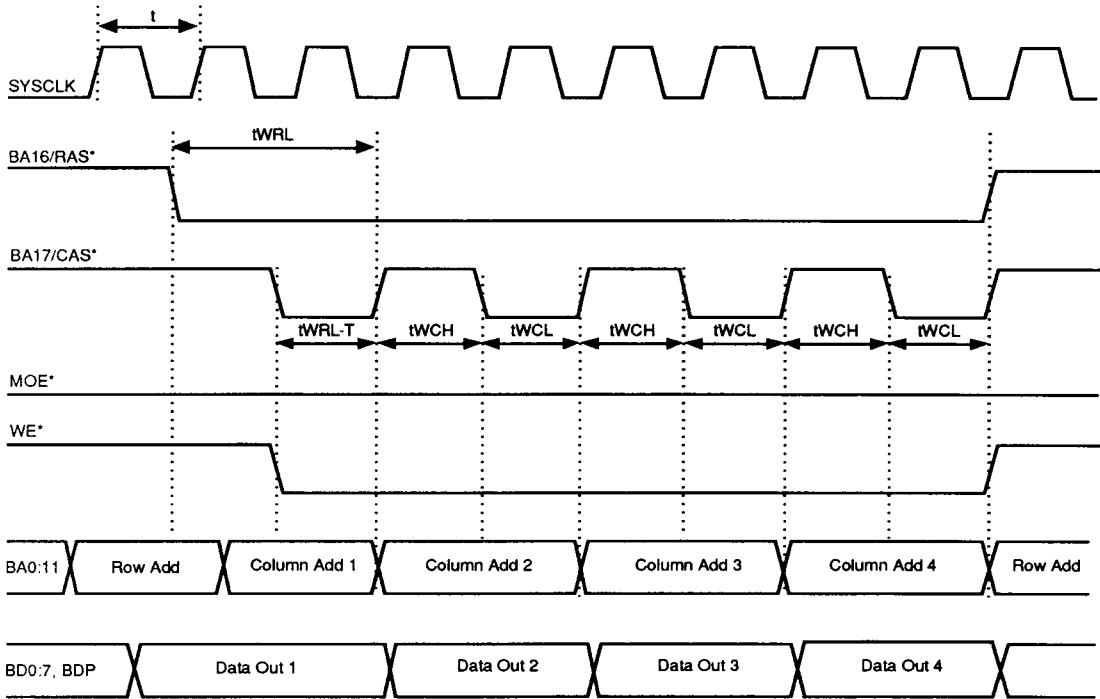 t
SYSCLK
tWRL
BA16/RAS*
BA17/CAS*
tWRL-T tWCH tWCL tWCH tWCL tWCH tWCL
MOE*
WE*
BA0:11 Row Add Column Add 1 Column Add 2 Column Add 3 Column Add 4 Row Add
BD0:7, BDP Data Out 1 Data Out 2 Data Out 3 Data Out 4